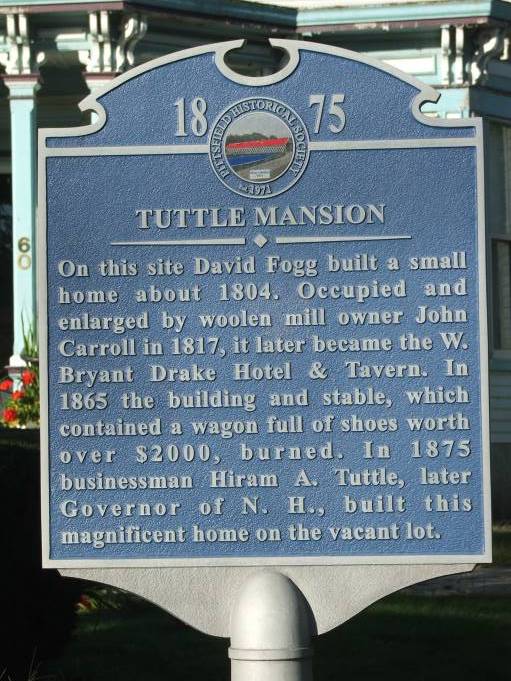 18 75
PITTSFIELD HISTORICAL SOCIETY
1971
TUTTLE MANSION
60
On this site David Fogg built a small
home about 1804. Occupied and
enlarged by woolen mill owner John
Carroll in 1817, it later became the W.
Bryant Drake Hotel & Tavern. In
1865 the building and stable, which
contained a wagon full of shoes worth
over $2000, burned. In 1875
businessman Hiram A. Tuttle, later
Governor of N. H., built this
magnificent home on the vacant lot.